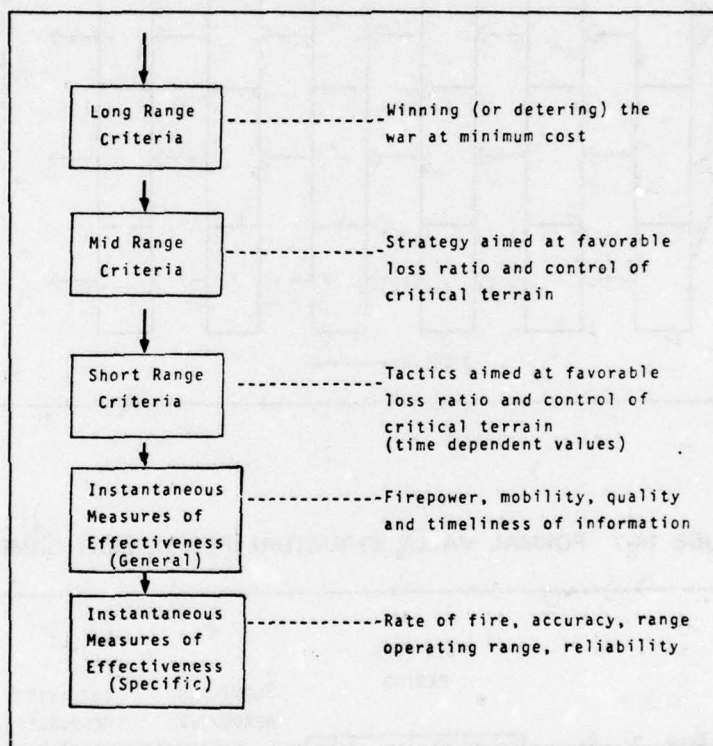 Long Range
Criteria
Winning (or detering) the
war at minimum cost
Mid Range
Criteria
Strategy aimed at favorable
loss ratio and control of
critical terrain
Short Range
Criteria
Tactics aimed at favorable
loss ratio and control of
critical terrain
(time dependent values)
Instantaneous
Measures of
Effectiveness
(General)
Firepower, mobility, quality
and timeliness of information
Instantaneous
Measures of
Effectiveness
(Specific)
Rate of fire, accuracy, range
operating range, reliability